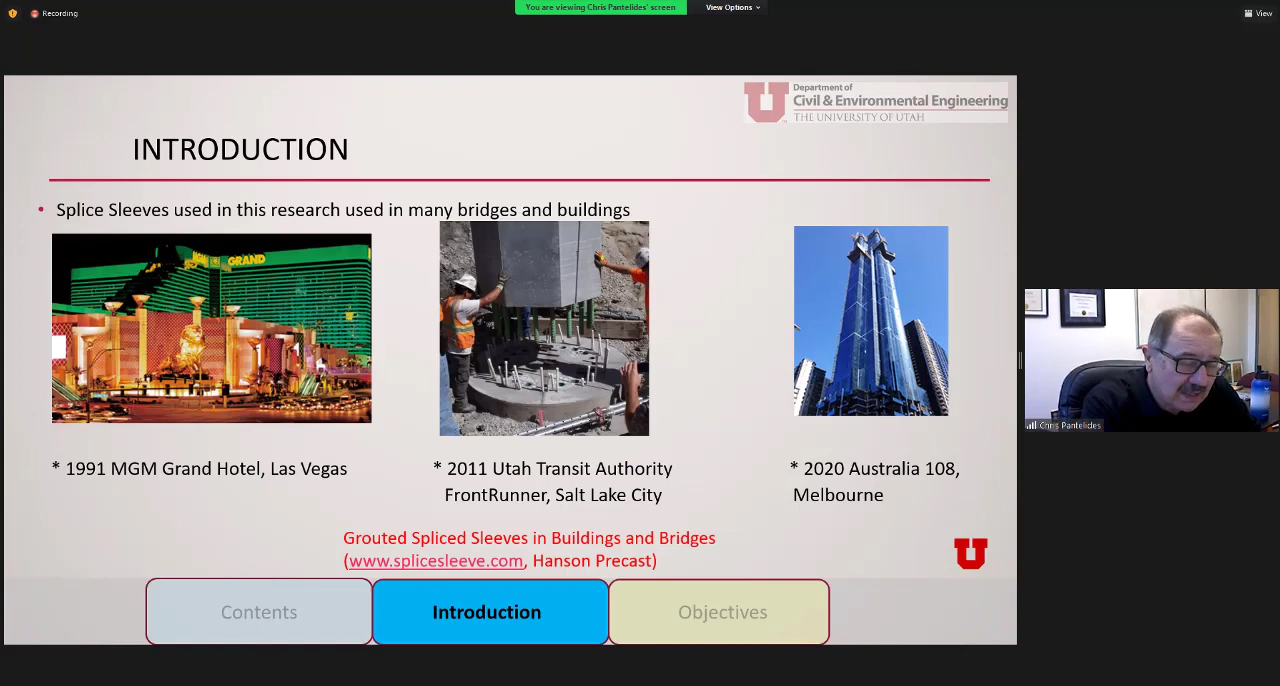 Recording
You are viewing Chris Pantelides' screen
View Options
View
Department of
Civil & Environmental Engineering
THE UNIVERSITY OF UTAH
INTRODUCTION
• Splice Sleeves used in this research used in many bridges and buildings
MGM GRAND
* 1991 MGM Grand Hotel, Las Vegas
* 2011 Utah Transit Authority
FrontRunner, Salt Lake City
* 2020 Australia 108,
Melbourne
Grouted Spliced Sleeves in Buildings and Bridges
(www.splicesleeve.com, Hanson Precast)
Contents
Introduction
Objectives
Chris Pantelides